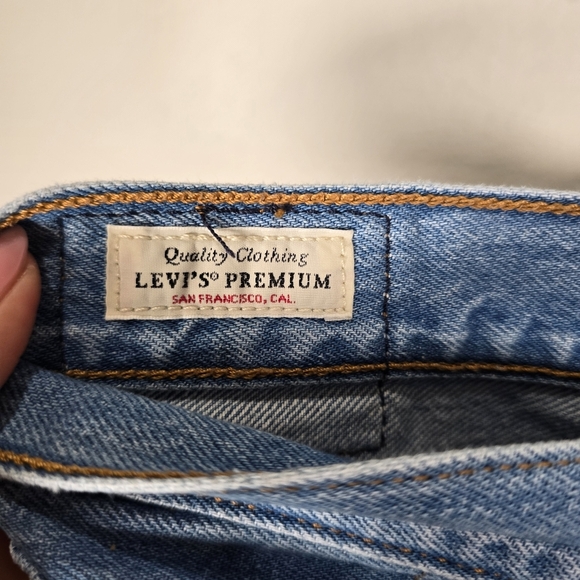 Quality Clothing
LEVI'S® PREMIUM
SAN FRANCISCO, CAL.